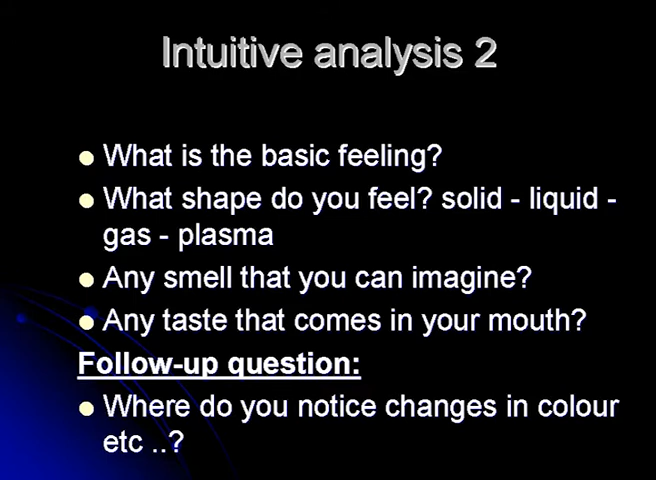 Intuitive analysis 2
● What is the basic feeling?
● What shape do you feel? solid - liquid -
gas - plasma
● Any smell that you can imagine?
● Any taste that comes in your mouth?
Follow-up question:
● Where do you notice changes in colour
etc ..?